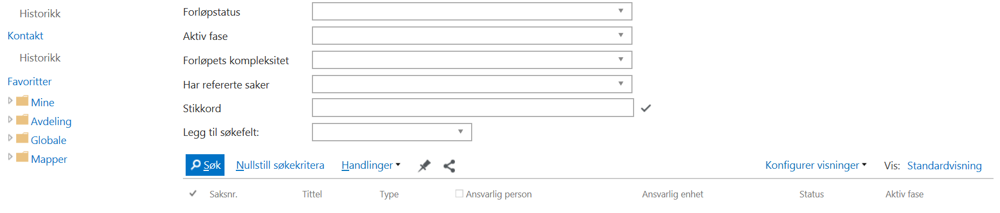 Historikk
Kontakt
Historikk
Favoritter
Mine
Avdeling
Globale
Mapper
Forløpstatus
Aktiv fase
Forløpets kompleksitet
Har refererte saker
Stikkord
Legg til søkefelt:
Søk Nullstill søkekritera Handlinger Konfigurer visninger Vis: Standardvisning
Saksnr. Tittel Type Ansvarlig person Ansvarlig enhet Status Aktiv fase